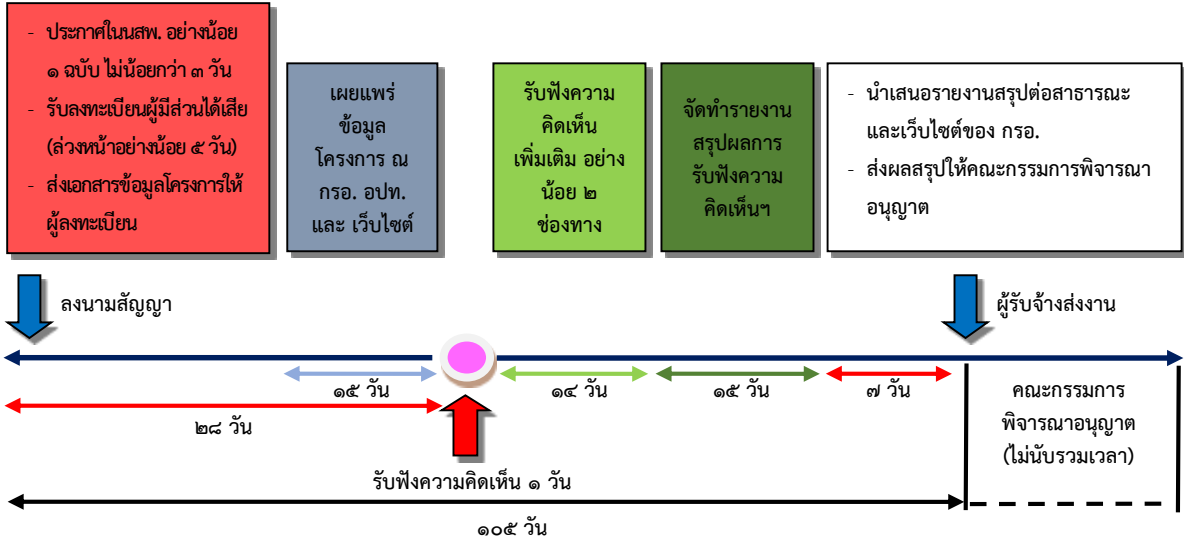 - ประกาศในนสพ. อย่างน้อย
๑ ฉบับ ไม่น้อยกว่า ๓ วัน
- รับลงทะเบียนผู้มีส่วนได้เสีย
(ล่วงหน้าอย่างน้อย ๕ วัน)
- ส่งเอกสารข้อมูลโครงการให้
ผู้ลงทะเบียน
เผยแพร่
ข้อมูล
โครงการ ณ
กรอ. อปท.
และ เว็บไซต์
รับฟังความ
คิดเห็น
เพิ่มเติม อย่าง
น้อย ๒
ช่องทาง
จัดทำรายงาน
สรุปผลการ
รับฟังความ
คิดเห็นฯ
- นำเสนอรายงานสรุปต่อสาธารณะ
และเว็บไซต์ของ กรอ.
- ส่งผลสรุปให้คณะกรรมการพิจารณา
อนุญาต
ลงนามสัญญา
ผู้รับจ้างส่งงาน
๑๕ วัน
๑๔ วัน
๑๕ วัน
๗ วัน
๒๘ วัน
คณะกรรมการ
พิจารณาอนุญาต
(ไม่นับรวมเวลา)
รับฟังความคิดเห็น ๑ วัน
๑๐๕ วัน